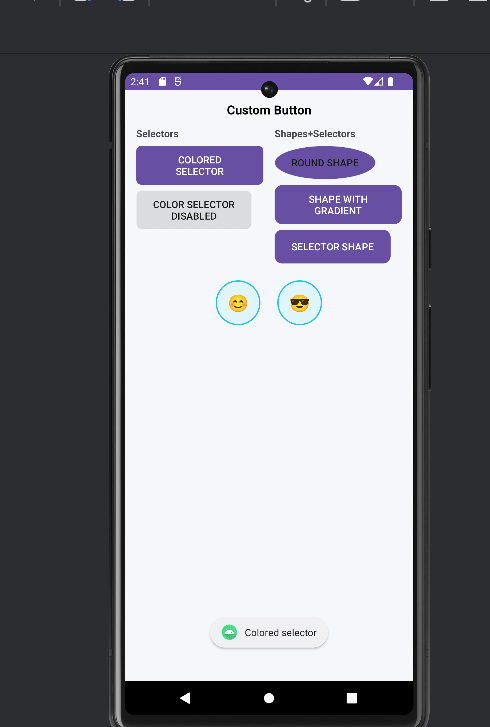 2:41
Custom Button
Selectors
Shapes+Selectors
COLORED
SELECTOR
ROUND SHAPE
COLOR SELECTOR
DISABLED
SHAPE WITH
GRADIENT
SELECTOR SHAPE
Colored selector